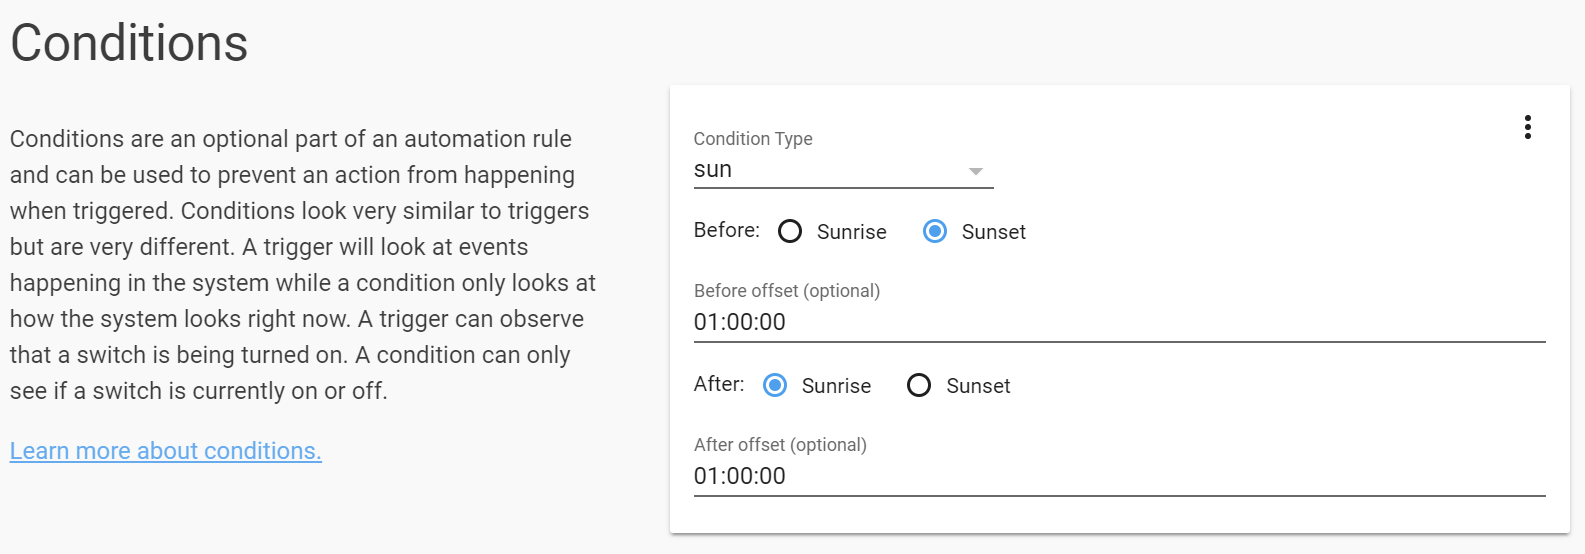 Conditions
Conditions are an optional part of an automation rule
and can be used to prevent an action from happening
when triggered. Conditions look very similar to triggers
but are very different. A trigger will look at events
happening in the system while a condition only looks at
how the system looks right now. A trigger can observe
that a switch is being turned on. A condition can only
see if a switch is currently on or off.
Learn more about conditions.
Condition Type
sun
Before: Sunrise Sunset
Before offset (optional)
01:00:00
After: Sunrise Sunset
After offset (optional)
01:00:00